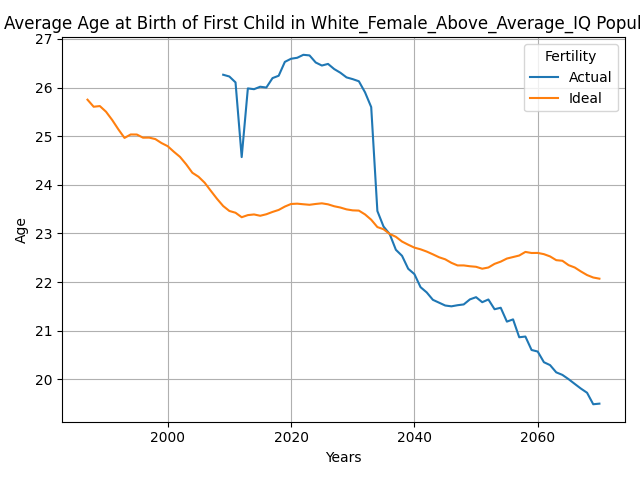 Average Age at Birth of First Child in White_Female_Above_Average_IQ Popul
27
26
25
24
23
22
21
20
Age
2000
2020
2040
2060
Years
Fertility
Actual
Ideal